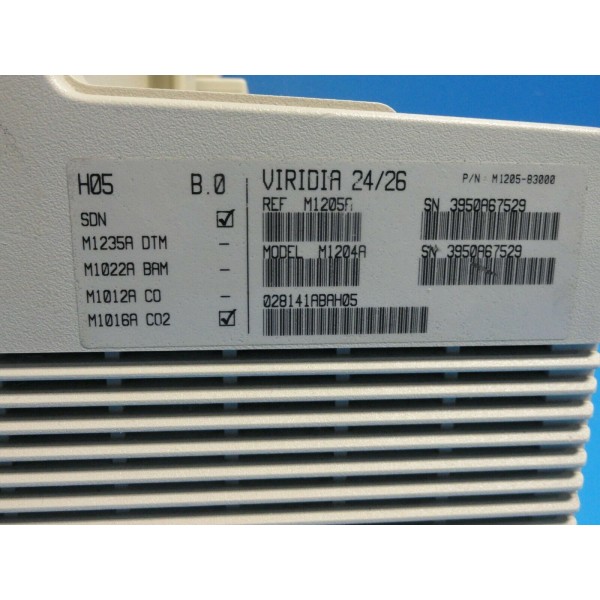 H05 B.0
SDN ☑
M1235A DTM -
M1022A BAM -
M1012A CO -
M1016A CO2 ☑
VIRIDIA 24/26 P/N: M1205-83000
REF M1205A SN 3950A67529
MODEL M1204A SN 3950A67529
028141ABAH05